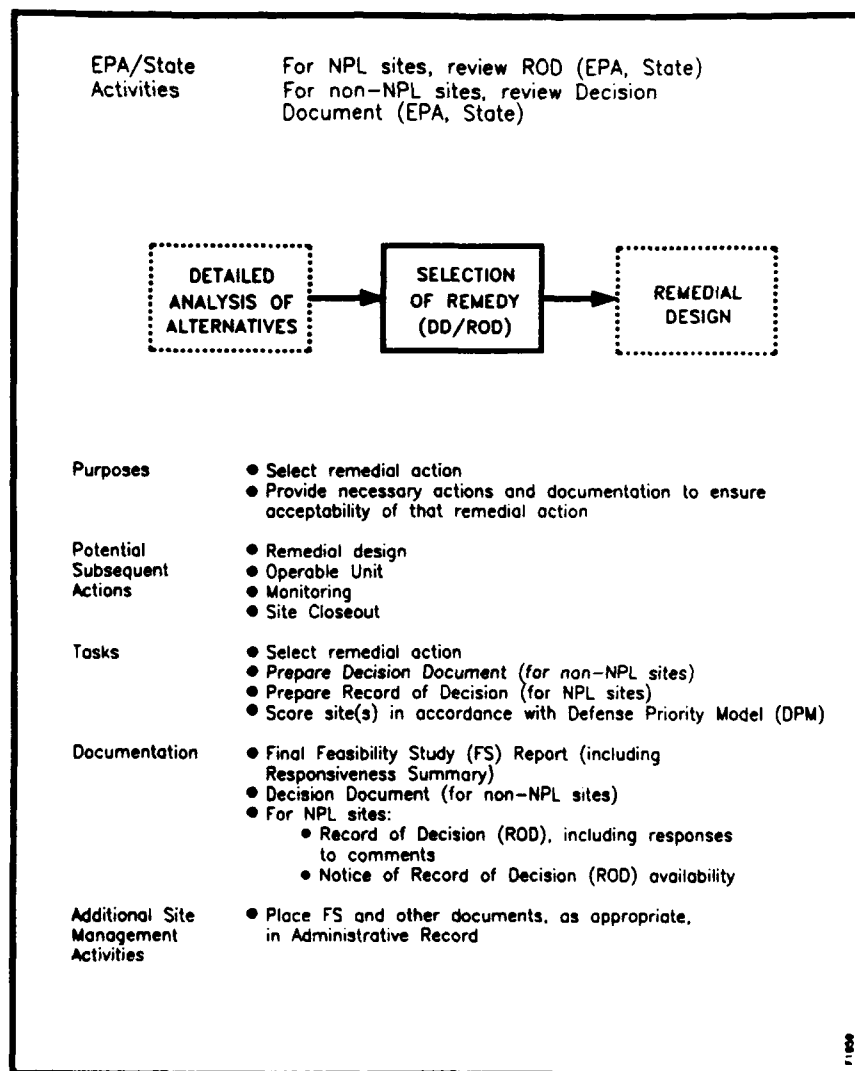 EPA/State Activities
For NPL sites, review ROD (EPA, State)
For non-NPL sites, review Decision
Document (EPA, State)
DETAILED
ANALYSIS OF
ALTERNATIVES
SELECTION
OF REMEDY
(DD/ROD)
REMEDIAL
DESIGN
Purposes
● Select remedial action
● Provide necessary actions and documentation to ensure
acceptability of that remedial action
Potential
Subsequent
Actions
● Remedial design
● Operable Unit
● Monitoring
● Site Closeout
Tasks
● Select remedial action
● Prepare Decision Document (for non-NPL sites)
● Prepare Record of Decision (for NPL sites)
● Score site(s) in accordance with Defense Priority Model (DPM)
Documentation
● Final Feasibility Study (FS) Report (including
Responsiveness Summary)
● Decision Document (for non-NPL sites)
● For NPL sites:
● Record of Decision (ROD), including responses
to comments
● Notice of Record of Decision (ROD) availability
Additional Site
Management
Activities
● Place FS and other documents, as appropriate,
in Administrative Record